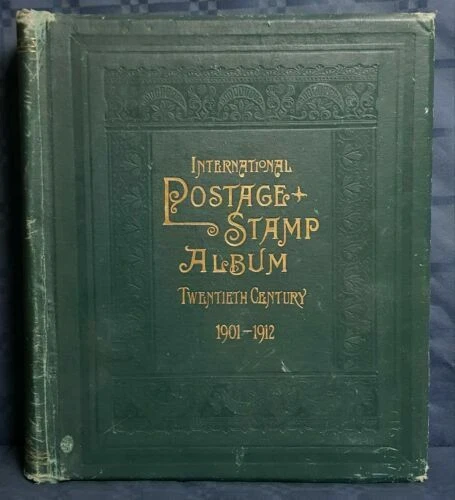 INTERNATIONAL
POSTAGE
STAMP
ALBUM
TWENTIETH CENTURY
1901-1912